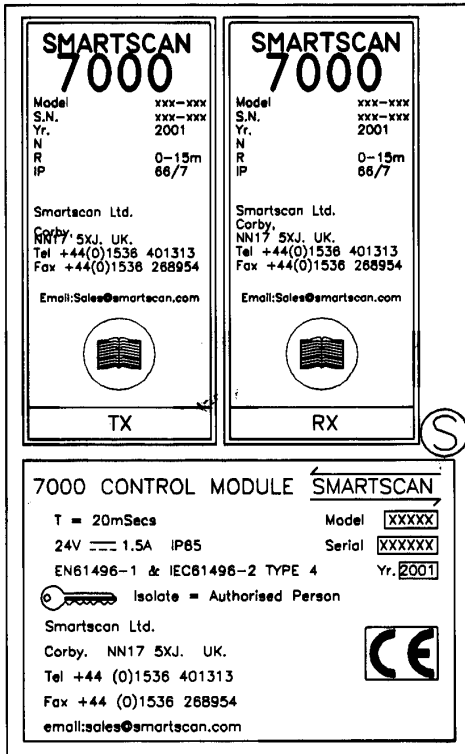 SMARTSCAN
7000
Model xxx-xxx
S.N. xxx-xxx
Yr. 2001
N
R 0-15m
IP 66/7
Smartscan Ltd.
Corby,
NN17 5XJ. UK.
Tel +44(0)1536 401313
Fax +44(0)1536 268954
Email:Sales@smartscan.com
TX
SMARTSCAN
7000
Model xxx-xxx
S.N. xxx-xxx
Yr. 2001
N
R 0-15m
IP 66/7
Smartscan Ltd.
Corby,
NN17 5XJ. UK.
Tel +44(0)1536 401313
Fax +44(0)1536 268954
Email:Sales@smartscan.com
RX
S
7000 CONTROL MODULE SMARTSCAN
T = 20mSecs Model XXXXX
24V 1.5A IP65 Serial XXXXXX
EN61496-1 & IEC61496-2 TYPE 4 Yr. 2001
Isolate = Authorised Person
Smartscan Ltd.
Corby. NN17 5XJ. UK.
Tel +44 (0)1536 401313
Fax +44 (0)1536 268954
email:sales@smartscan.com
CE